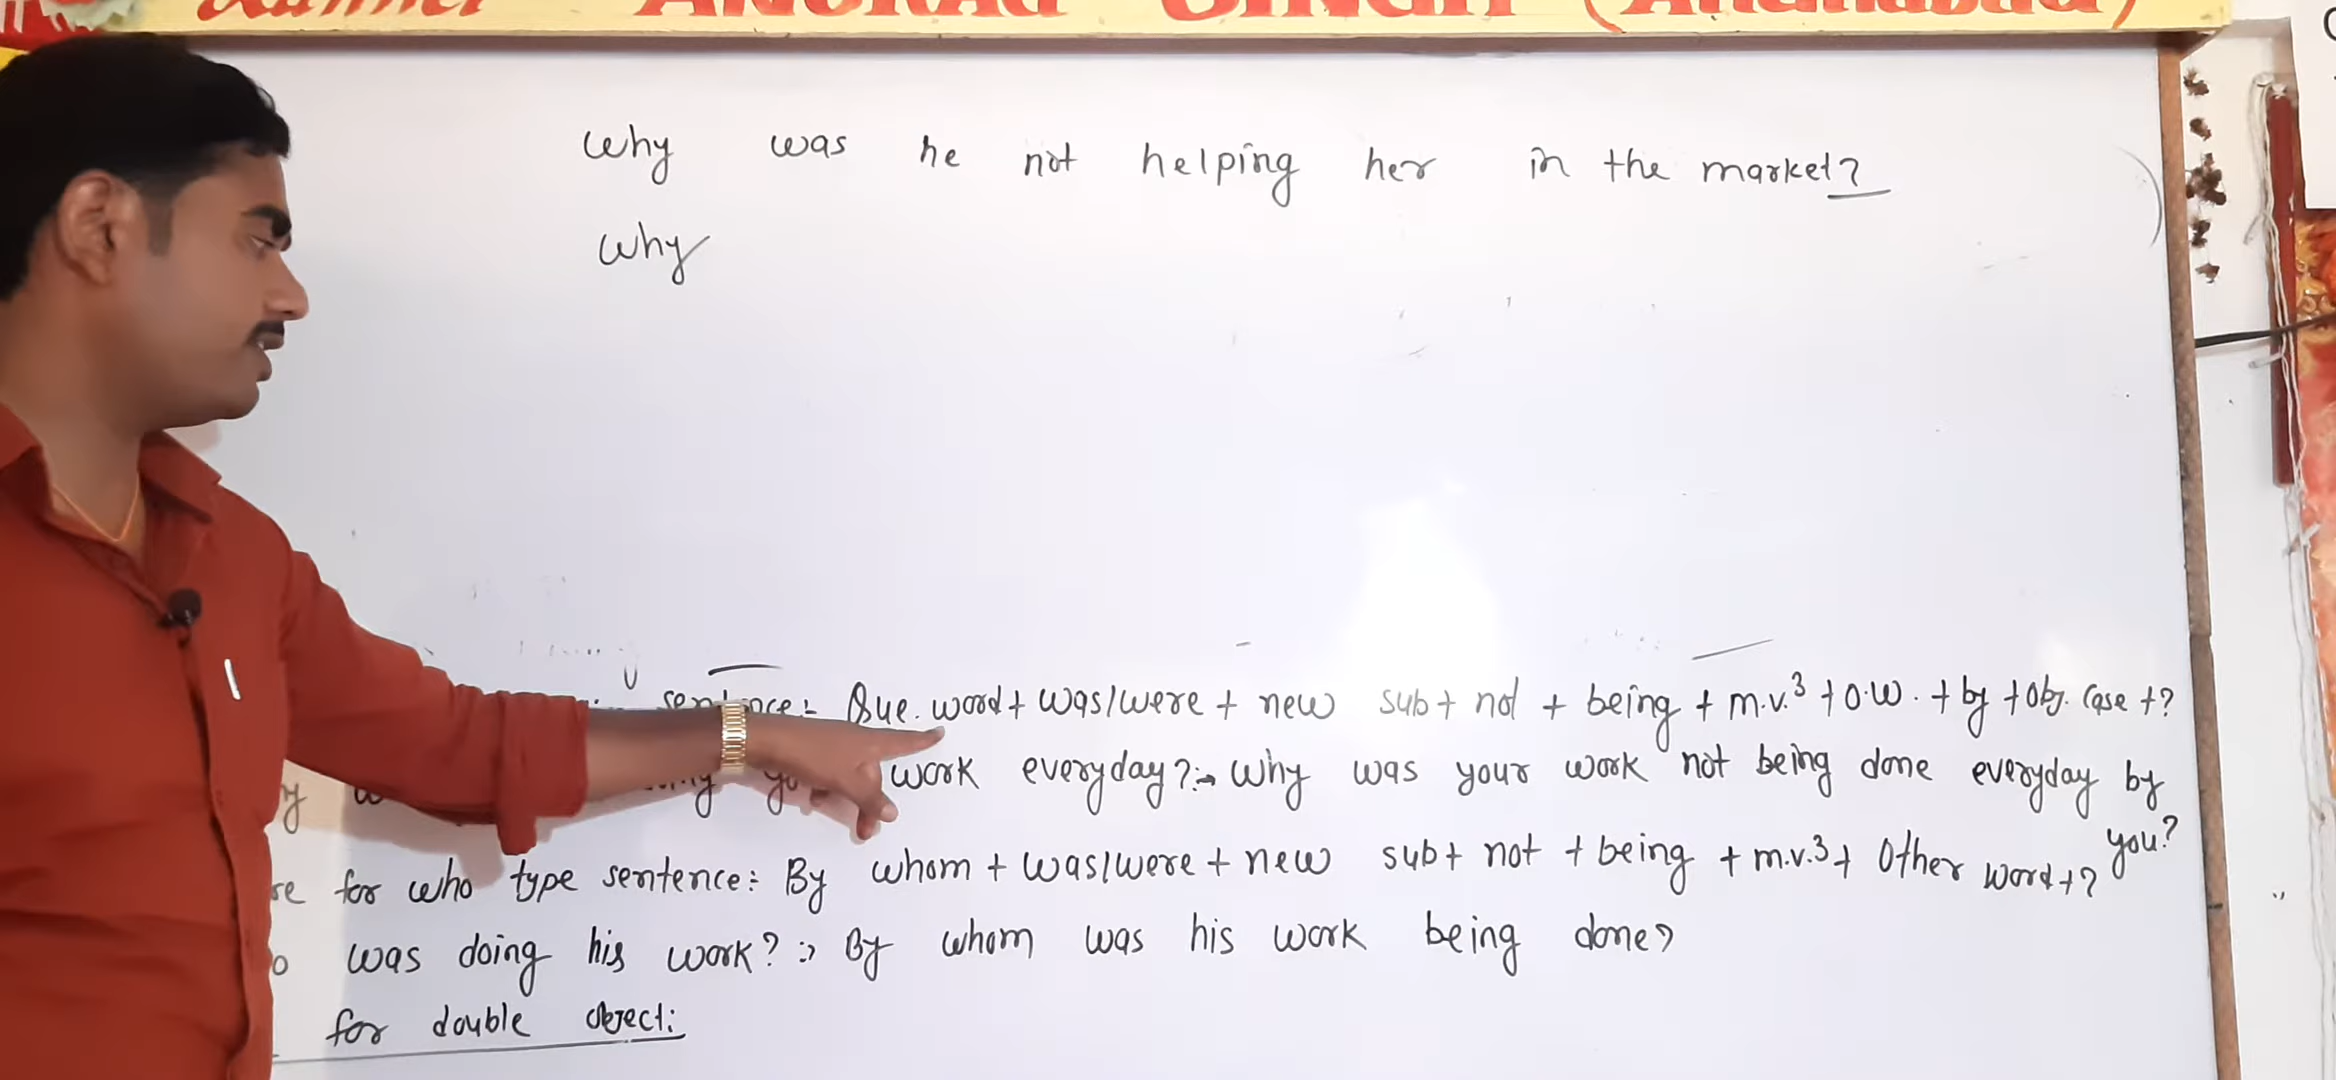 ANURAG SINGH (Allahabad)
Why was he not helping her in the market?
Why
sentence:- Que. word + was/were + new sub + not + being + m.v.3 + O.W. + by + Obj. Case + ?
work everyday? :→ Why was your work not being done everyday by you?
for who type sentence: By whom + was/were + new sub + not + being + m.v.3 + Other word + ?
was doing his work? :→ By whom was his work being done?
for double object: